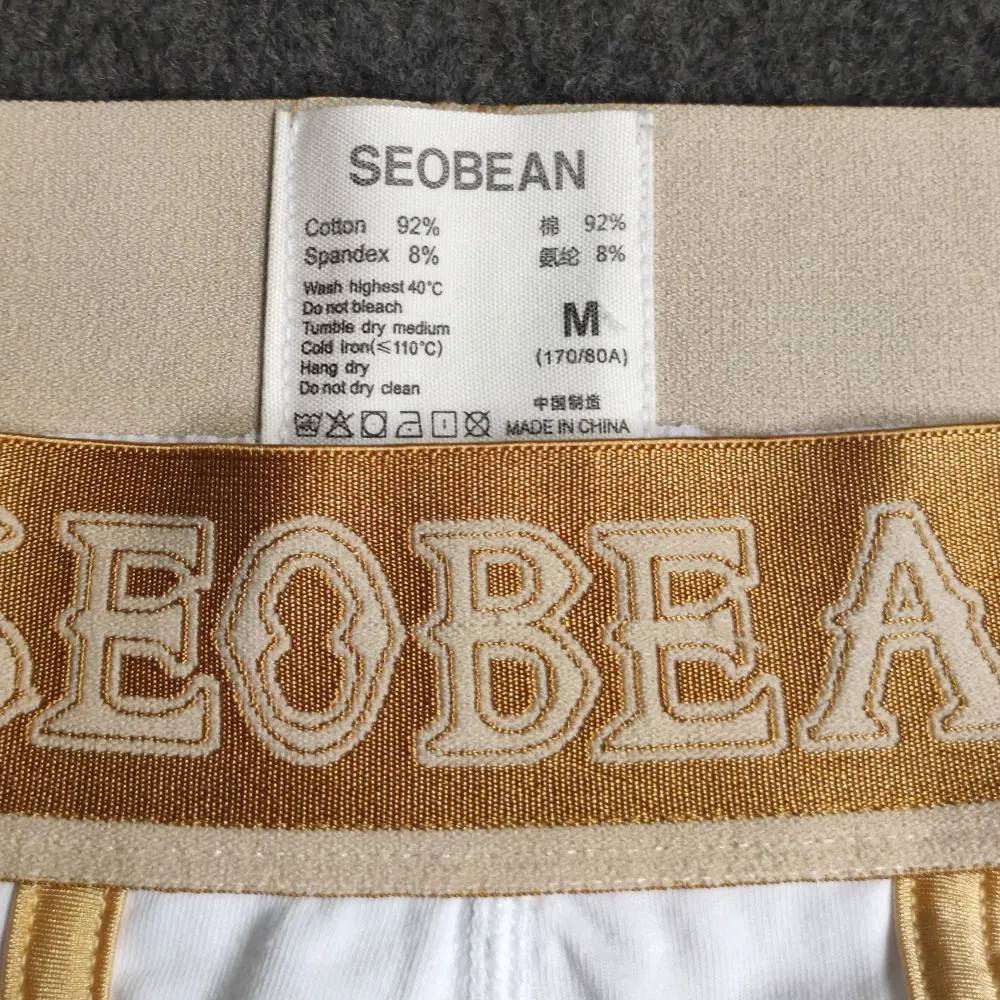 SEOBEAN
Cotton 92%
Spandex 8%
Wash highest 40°C
Do not bleach
Tumble dry medium
Cold Iron(≤110°C)
Hang dry
Do not dry clean
棉 92%
氨纶 8%
M
(170/80A)
中国制造
MADE IN CHINA
SEOBEA